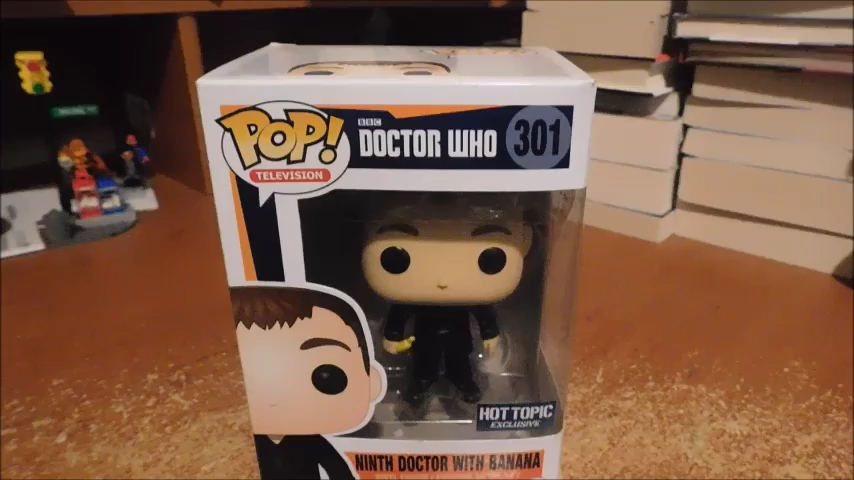 POP!
TELEVISION
BBC
DOCTOR WHO
301
HOT TOPIC
EXCLUSIVE
NINTH DOCTOR WITH BANANA